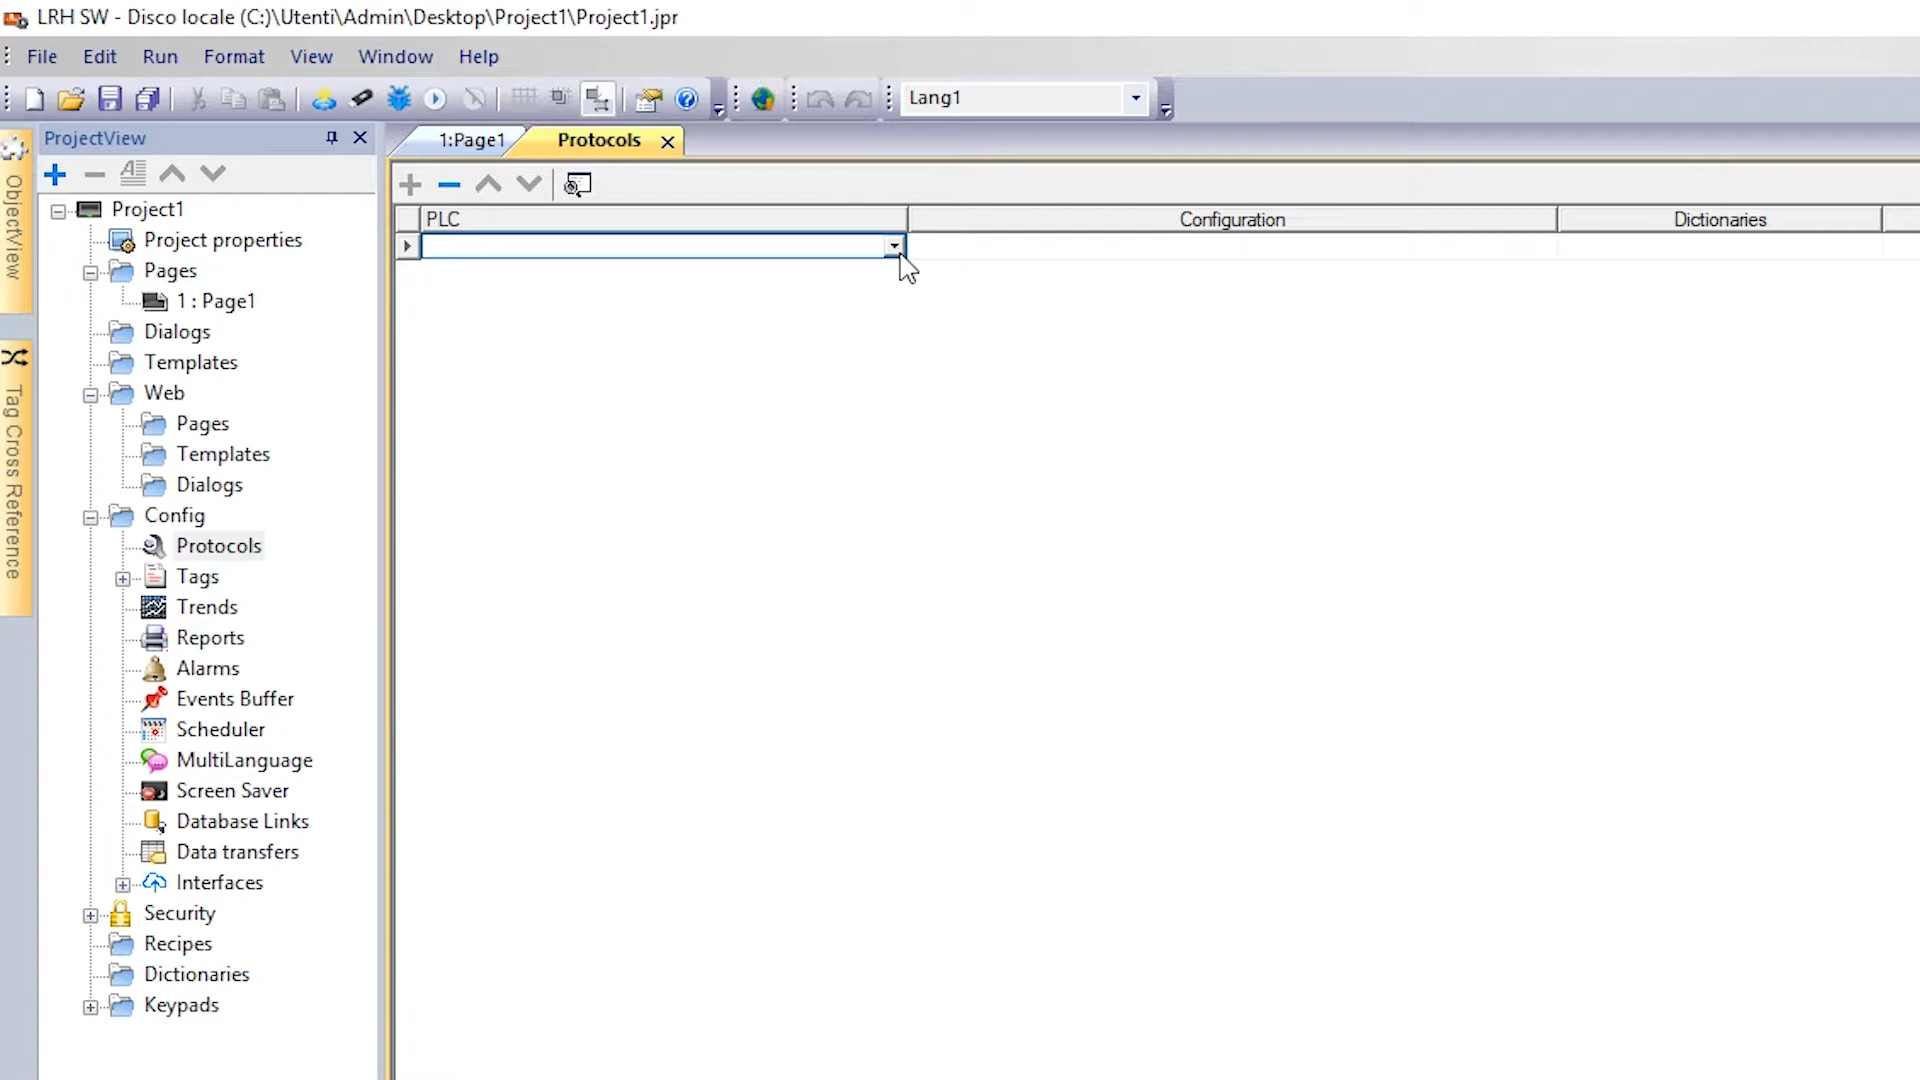 LRH SW - Disco locale (C:)\Utenti\Admin\Desktop\Project1\Project1.jpr
File Edit Run Format View Window Help
Lang1
ProjectView
1:Page1 Protocols
ObjectView
Tag Cross Reference
Project1
Project properties
Pages
1 : Page1
Dialogs
Templates
Web
Pages
Templates
Dialogs
Config
Protocols
Tags
Trends
Reports
Alarms
Events Buffer
Scheduler
MultiLanguage
Screen Saver
Database Links
Data transfers
Interfaces
Security
Recipes
Dictionaries
Keypads
PLC Configuration Dictionaries